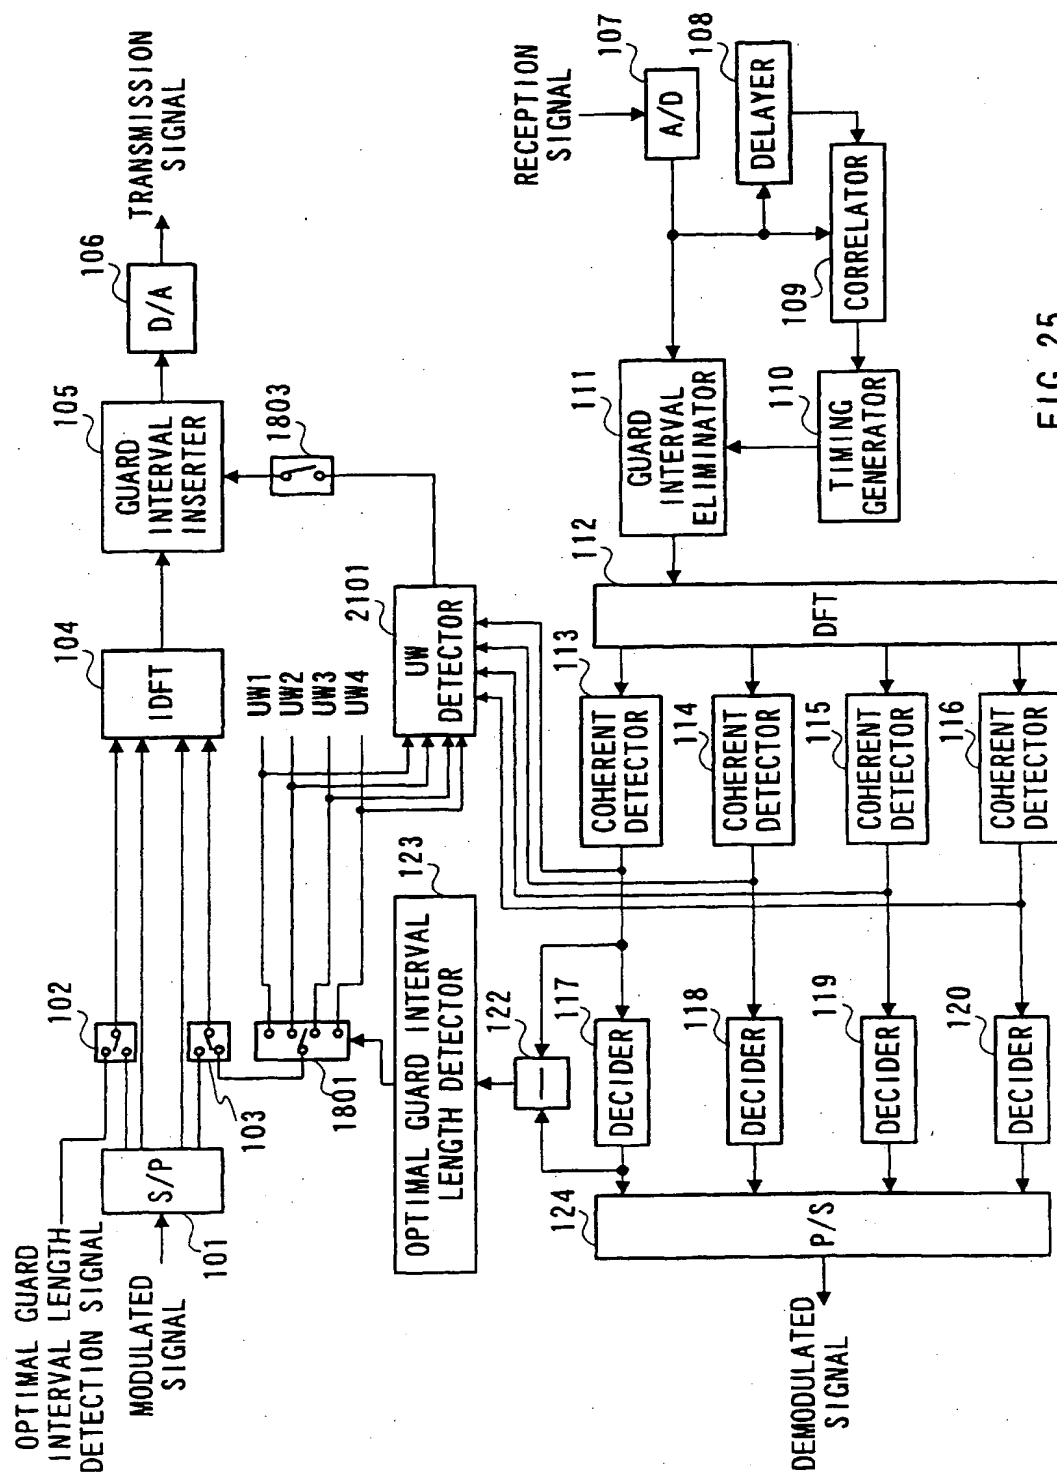 OPTIMAL GUARD
INTERVAL LENGTH
DETECTION SIGNAL
MODULATED
SIGNAL
101
S/P
102
103
1801
104
IDFT
105
GUARD
INTERVAL
INSERTER
106
D/A
TRANSMISSION
SIGNAL
1803
UW1
UW2
UW3
UW4
2101
UW
DETECTOR
123
OPTIMAL GUARD INTERVAL
LENGTH DETECTOR
122
RECEPTION
SIGNAL
107
A/D
108
DELAYER
109
CORRELATOR
110
TIMING
GENERATOR
111
GUARD
INTERVAL
ELIMINATOR
112
DFT
113
COHERENT
DETECTOR
114
COHERENT
DETECTOR
115
COHERENT
DETECTOR
116
COHERENT
DETECTOR
117
DECIDER
118
DECIDER
119
DECIDER
120
DECIDER
124
P/S
DEMODULATED
SIGNAL
FIG. 25